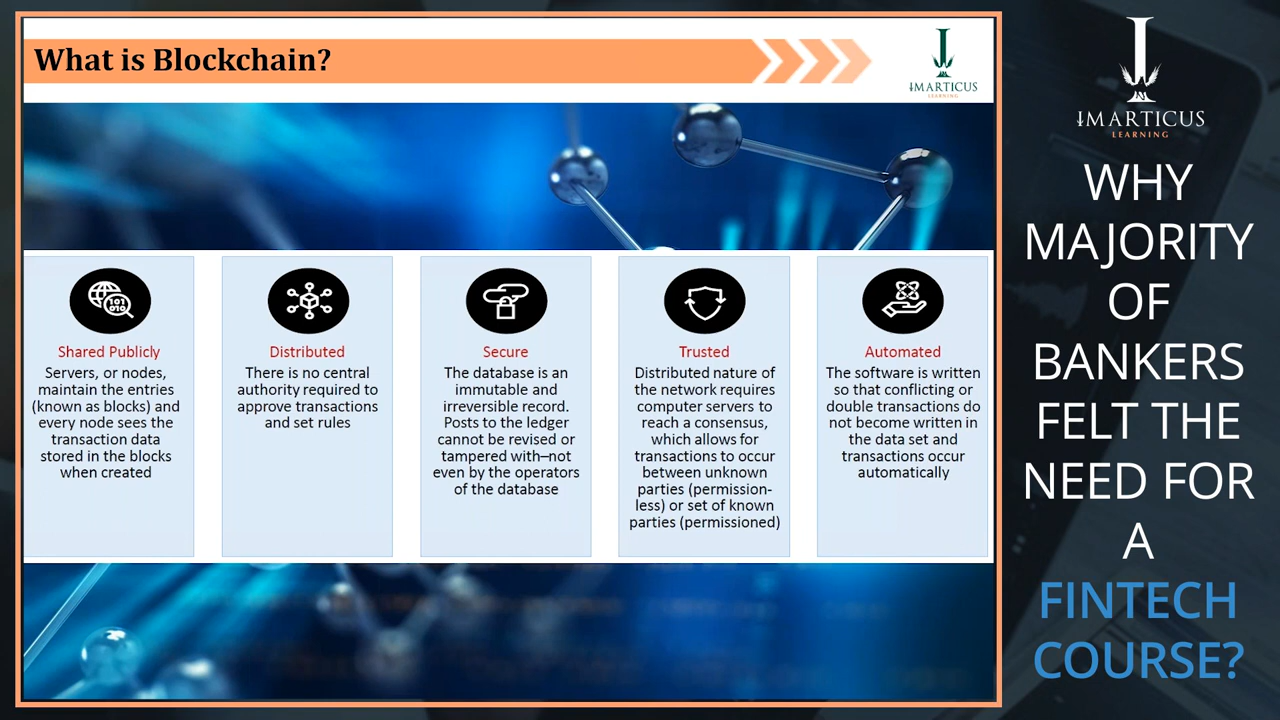 What is Blockchain?
IMARTICUS
LEARNING
Shared Publicly
Servers, or nodes,
maintain the entries
(known as blocks) and
every node sees the
transaction data
stored in the blocks
when created
Distributed
There is no central
authority required to
approve transactions
and set rules
Secure
The database is an
immutable and
irreversible record.
Posts to the ledger
cannot be revised or
tampered with—not
even by the operators
of the database
Trusted
Distributed nature of
the network requires
computer servers to
reach a consensus,
which allows for
transactions to occur
between unknown
parties (permission-
less) or set of known
parties (permissioned)
Automated
The software is written
so that conflicting or
double transactions do
not become written in
the data set and
transactions occur
automatically
101
010
IMARTICUS
LEARNING
WHY
MAJORITY
OF
BANKERS
FELT THE
NEED FOR
A
FINTECH
COURSE?